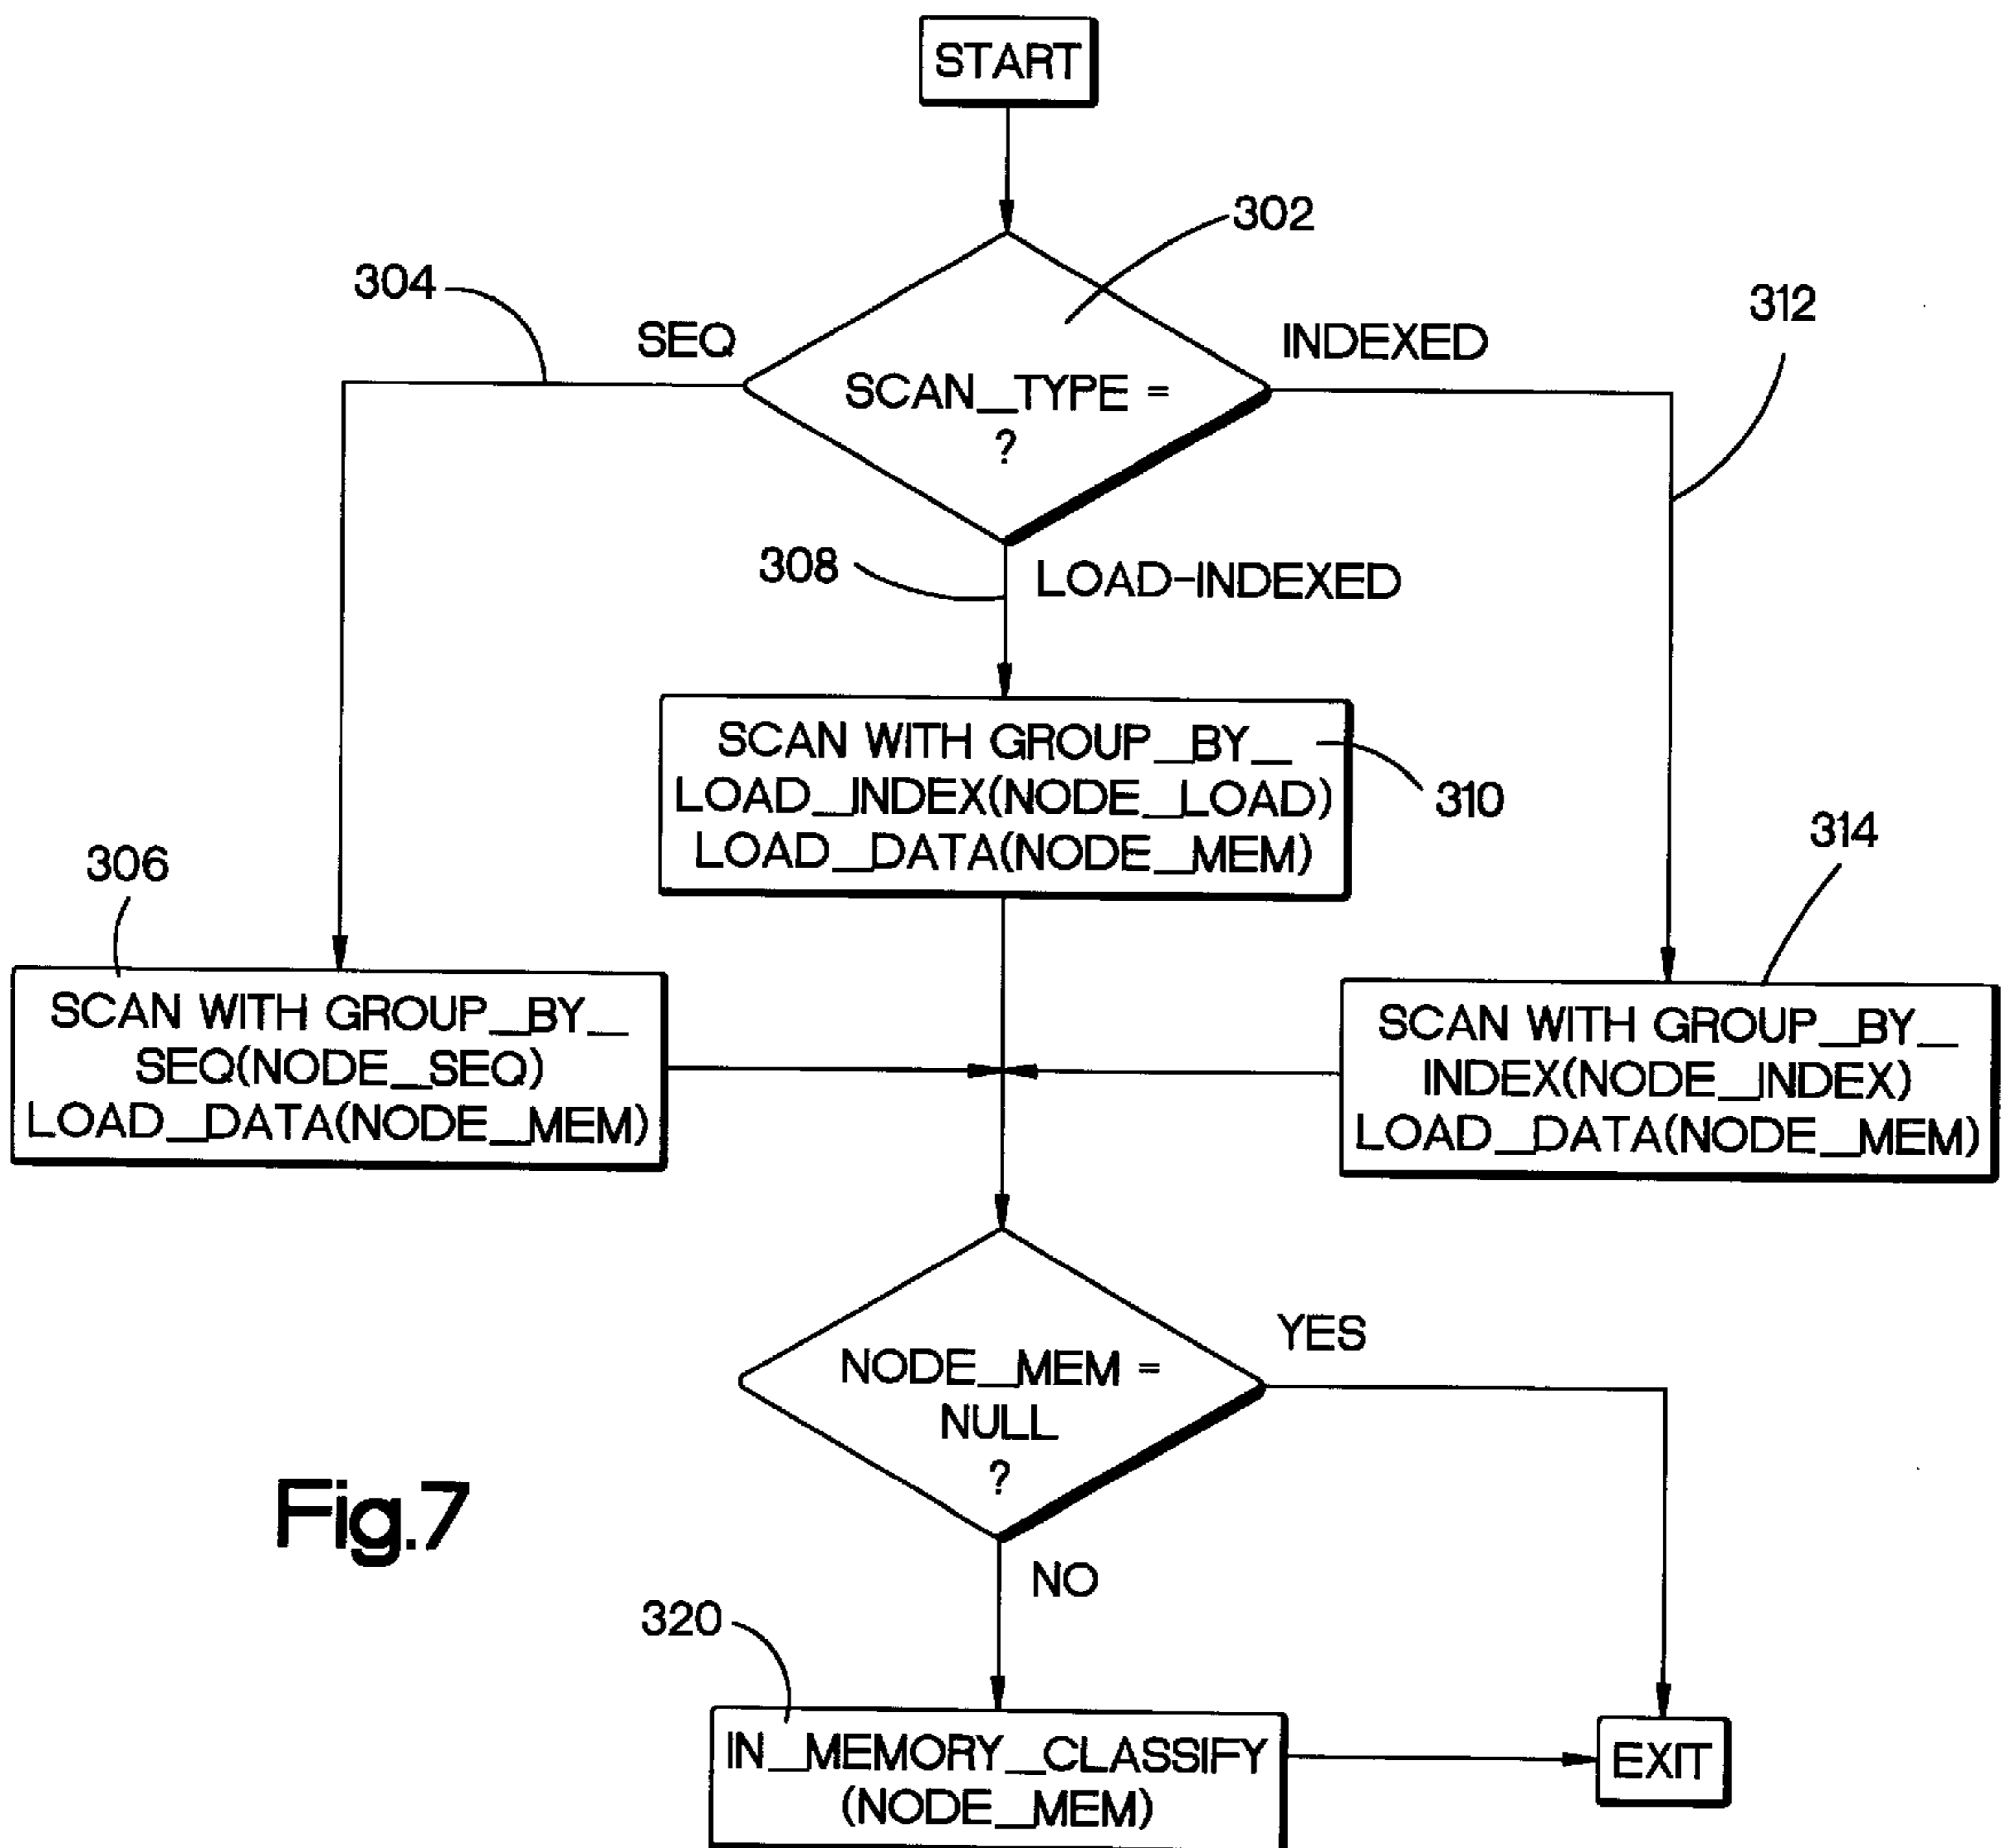 START
302
304
SEQ
INDEXED
312
SCAN_TYPE =
?
308
LOAD-INDEXED
SCAN WITH GROUP_BY_
LOAD_INDEX(NODE_LOAD)
LOAD_DATA(NODE_MEM)
310
306
314
SCAN WITH GROUP_BY_
SEQ(NODE_SEQ)
LOAD_DATA(NODE_MEM)
SCAN WITH GROUP_BY_
INDEX(NODE_INDEX)
LOAD_DATA(NODE_MEM)
YES
NODE_MEM =
NULL
?
Fig.7
NO
320
IN_MEMORY_CLASSIFY
(NODE_MEM)
EXIT